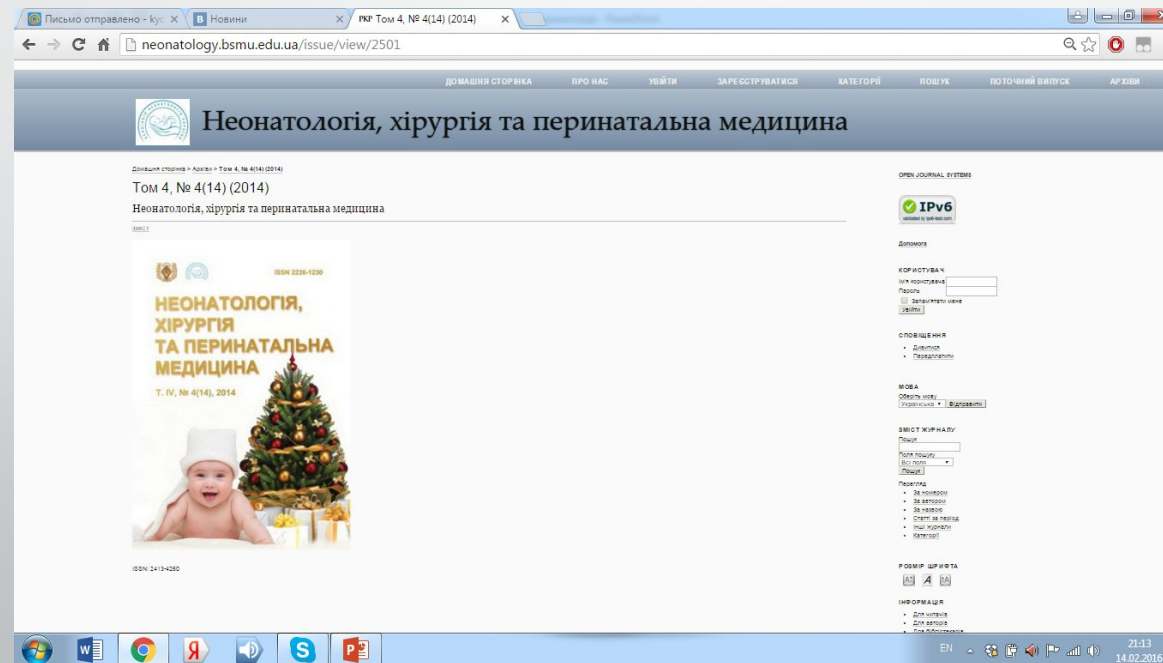 Письмо отправлено - kyc
Новини
PKP Том 4, № 4(14) (2014)
neonatology.bsmu.edu.ua/issue/view/2501
ДОМАШНЯ СТОРІНКА ПРО НАС УВІЙТИ ЗАРЕЄСТРУВАТИСЯ КАТЕГОРІЇ ПОШУК ПОТОЧНИЙ ВИПУСК АРХІВИ
Неонатологія, хірургія та перинатальна медицина
Домашня сторінка > Архіви > Том 4, № 4(14) (2014)
Том 4, № 4(14) (2014)
Неонатологія, хірургія та перинатальна медицина
ЗМІСТ
ISSN 2226-1230
НЕОНАТОЛОГІЯ,
ХІРУРГІЯ
ТА ПЕРИНАТАЛЬНА
МЕДИЦИНА
Т. IV, № 4(14), 2014
ISSN: 2413-4260
OPEN JOURNAL SYSTEMS
IPv6
Допомога
КОРИСТУВАЧ
Ім'я користувача
Пароль
Запам'ятати мене
Увійти
СПОВІЩЕННЯ
Дивитися
Передплатити
МОВА
Оберіть мову
Українська Відправити
ЗМІСТ ЖУРНАЛУ
Пошук
Поля пошуку
Всі поля
Пошук
Перегляд
За номером
За автором
За назвою
Статті за період
Інші журнали
Категорії
РОЗМІР ШРИФТА
ІНФОРМАЦІЯ
Для читачів
Для авторів
Для бібліотекарів
EN 21:13
14.02.2016